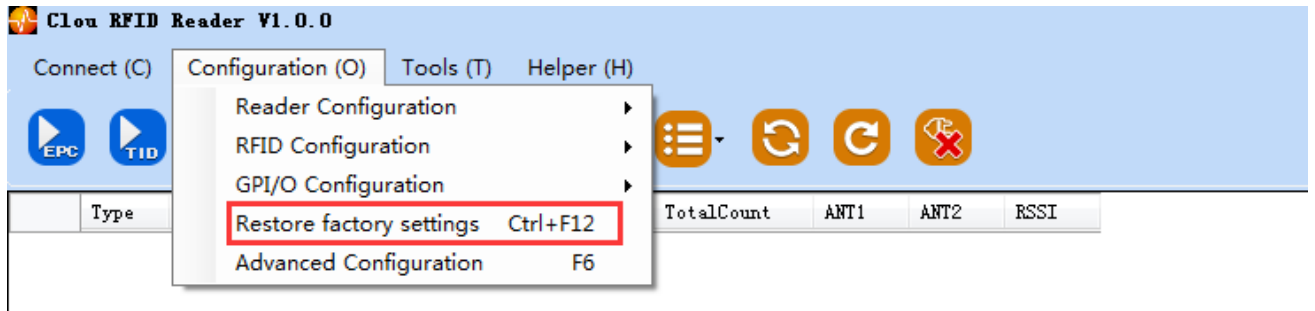 Clou RFID Reader V1.0.0
Connect (C) Configuration (O) Tools (T) Helper (H)
Reader Configuration
EPC TID RFID Configuration
GPI/O Configuration
Type TotalCount ANT1 ANT2 RSSI
Restore factory settings Ctrl+F12
Advanced Configuration F6